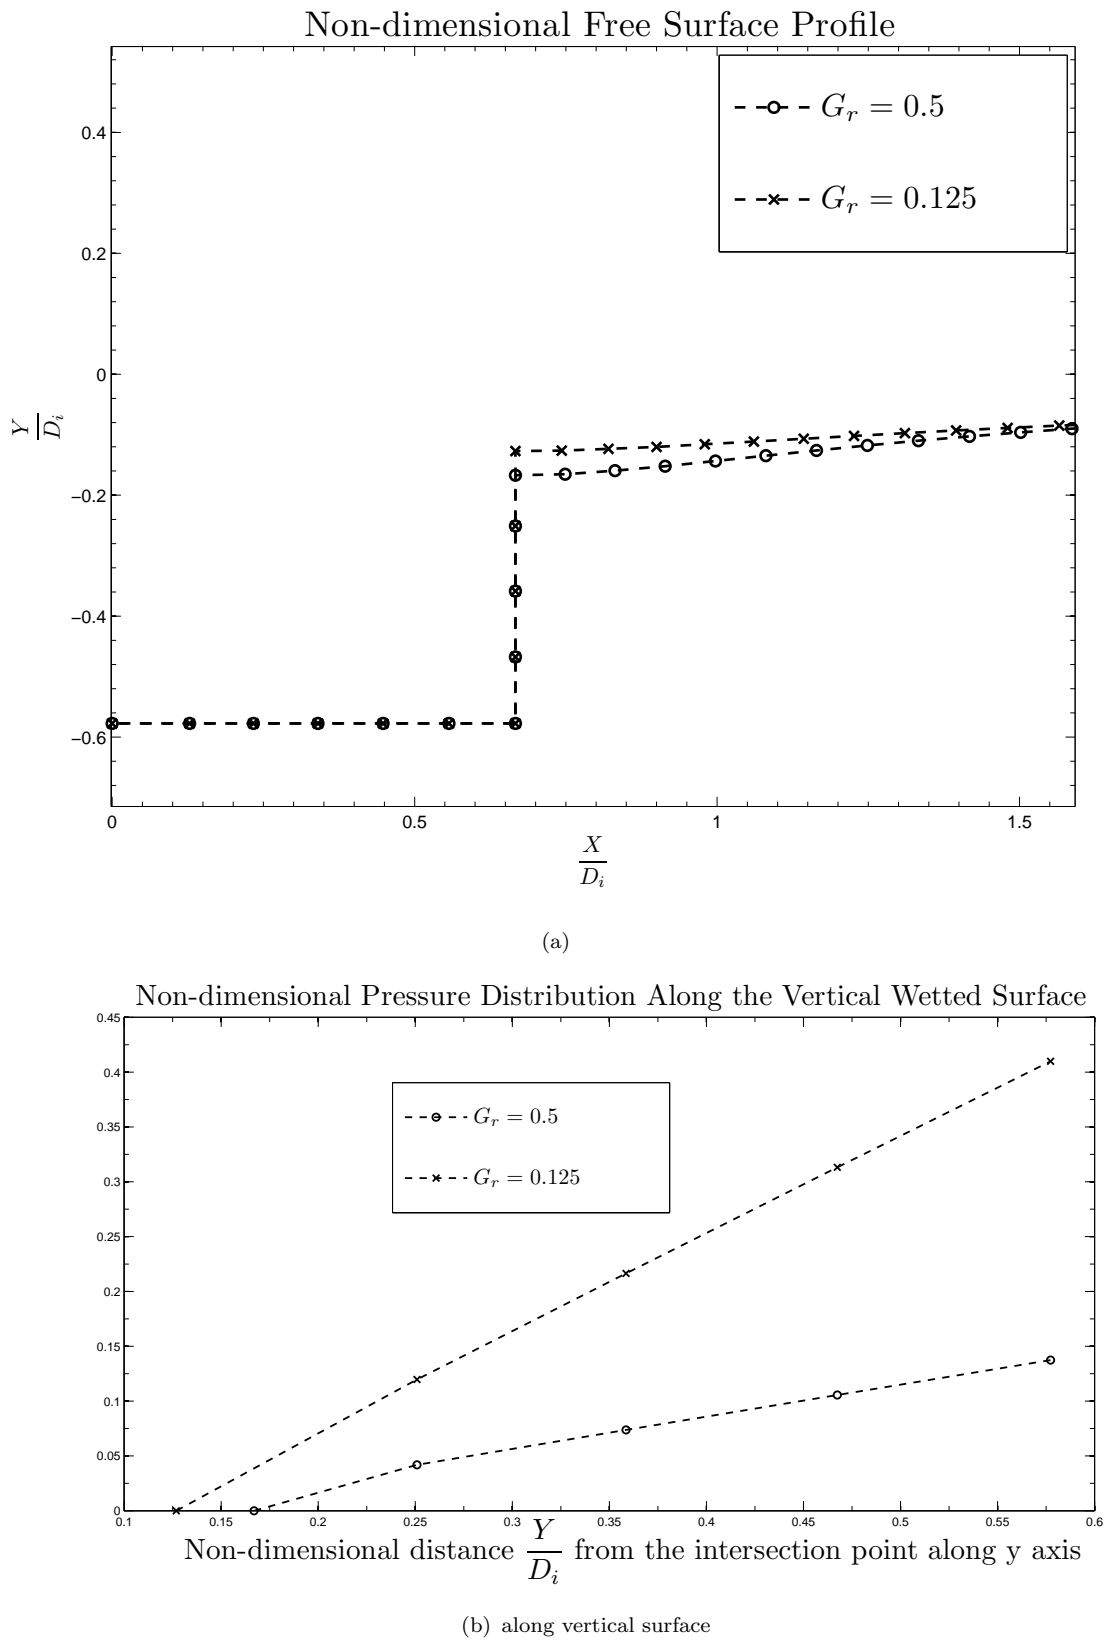 Non-dimensional Free Surface Profile
G_r = 0.5
G_r = 0.125
0.4
0.2
0
−0.2
−0.4
−0.6
Y
D_i
0 0.5 1 1.5
X
D_i
(a)
Non-dimensional Pressure Distribution Along the Vertical Wetted Surface
0.45
0.4
0.35
0.3
0.25
0.2
0.15
0.1
0.05
0
G_r = 0.5
G_r = 0.125
0.1 0.15 0.2 0.25 0.3 0.35 0.4 0.45 0.5 0.55 0.6
Non-dimensional distance Y/D_i from the intersection point along y axis
(b) along vertical surface